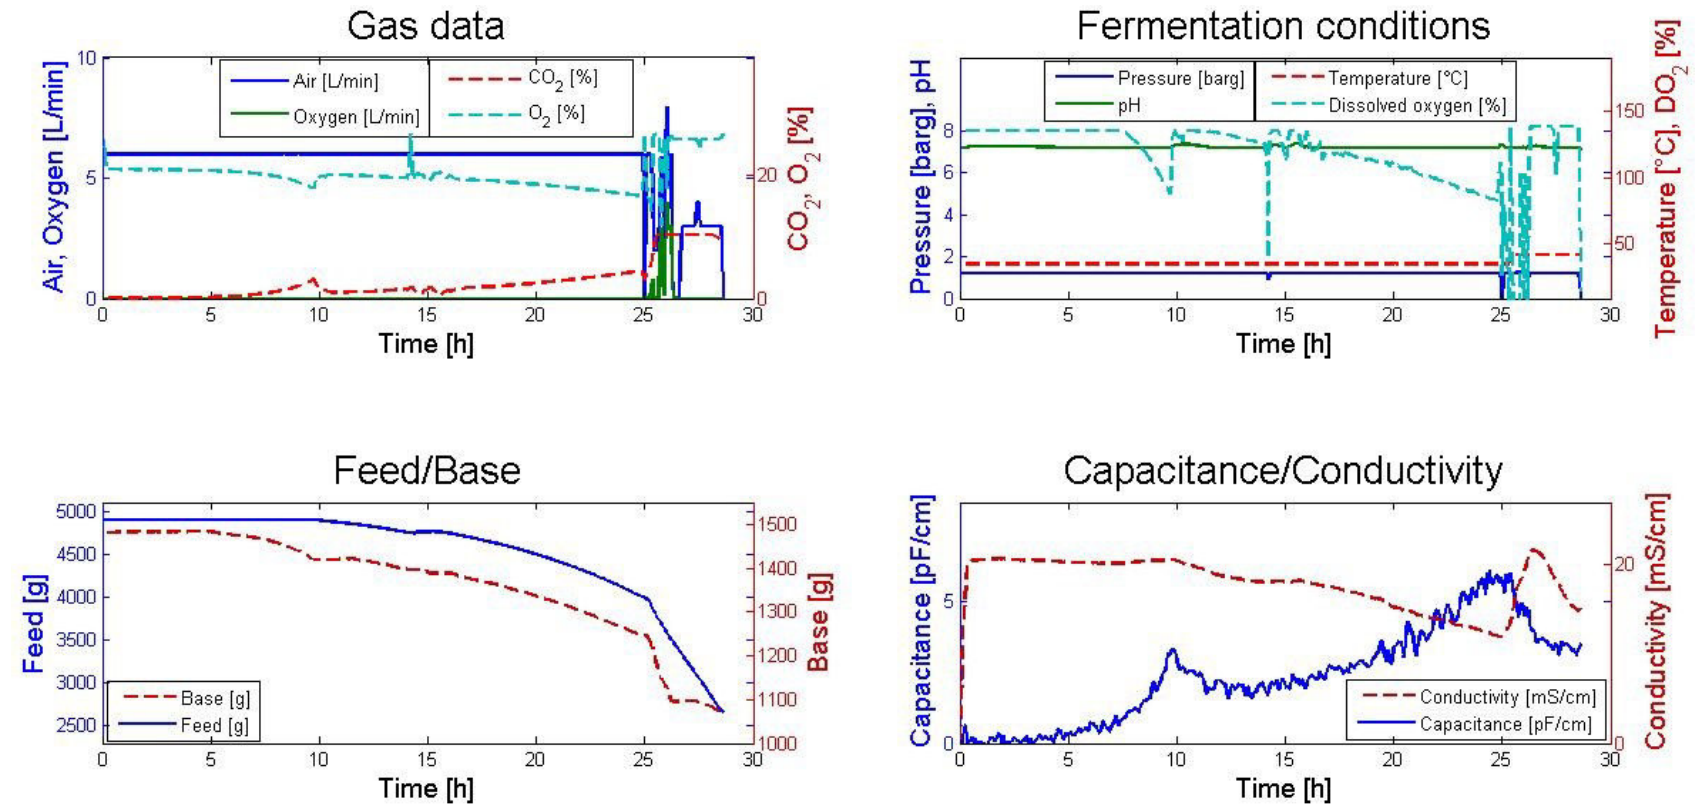 Gas data
Air [L/min]
Oxygen [L/min]
CO₂ [%]
O₂ [%]
10
5
0
20
0
Air, Oxygen [L/min]
CO₂, O₂ [%]
0 5 10 15 20 25 30
Time [h]
Fermentation conditions
Pressure [barg]
pH
Temperature [°C]
Dissolved oxygen [%]
8
6
4
2
0
150
100
50
Pressure [barg], pH
Temperature [°C], DO₂ [%]
0 5 10 15 20 25 30
Time [h]
Feed/Base
5000
4500
4000
3500
3000
2500
1500
1400
1300
1200
1100
1000
Feed [g]
Base [g]
Base [g]
Feed [g]
0 5 10 15 20 25 30
Time [h]
Capacitance/Conductivity
5
0
20
0
Capacitance [pF/cm]
Conductivity [mS/cm]
Conductivity [mS/cm]
Capacitance [pF/cm]
0 5 10 15 20 25 30
Time [h]